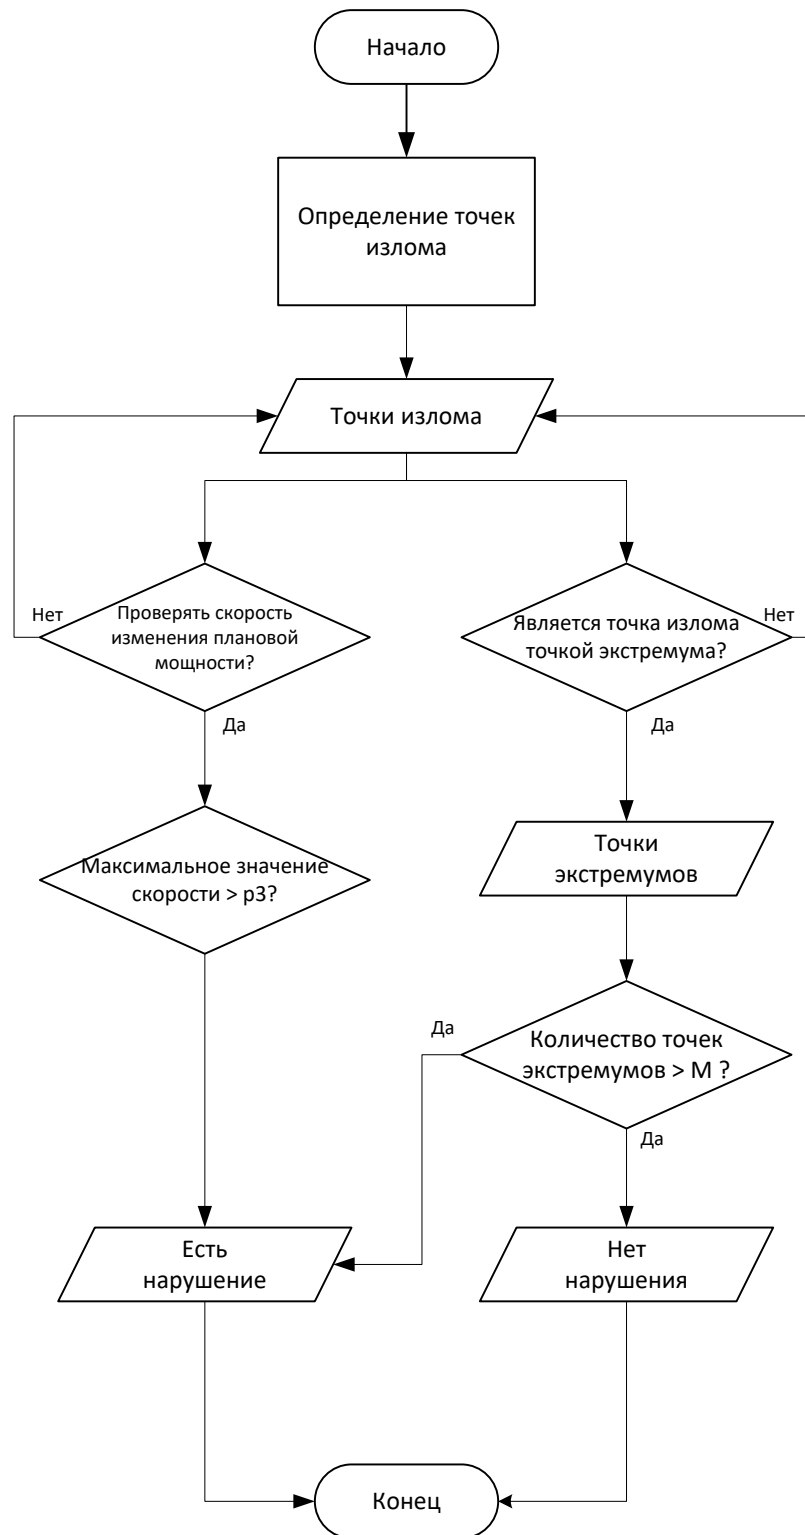 Начало
Определение точек
излома
Точки излома
Нет
Проверять скорость
изменения плановой
мощности?
Является точка излома
точкой экстремума?
Нет
Да
Да
Максимальное значение
скорости > p3?
Точки
экстремумов
Да
Количество точек
экстремумов > M ?
Да
Есть
нарушение
Нет
нарушения
Конец